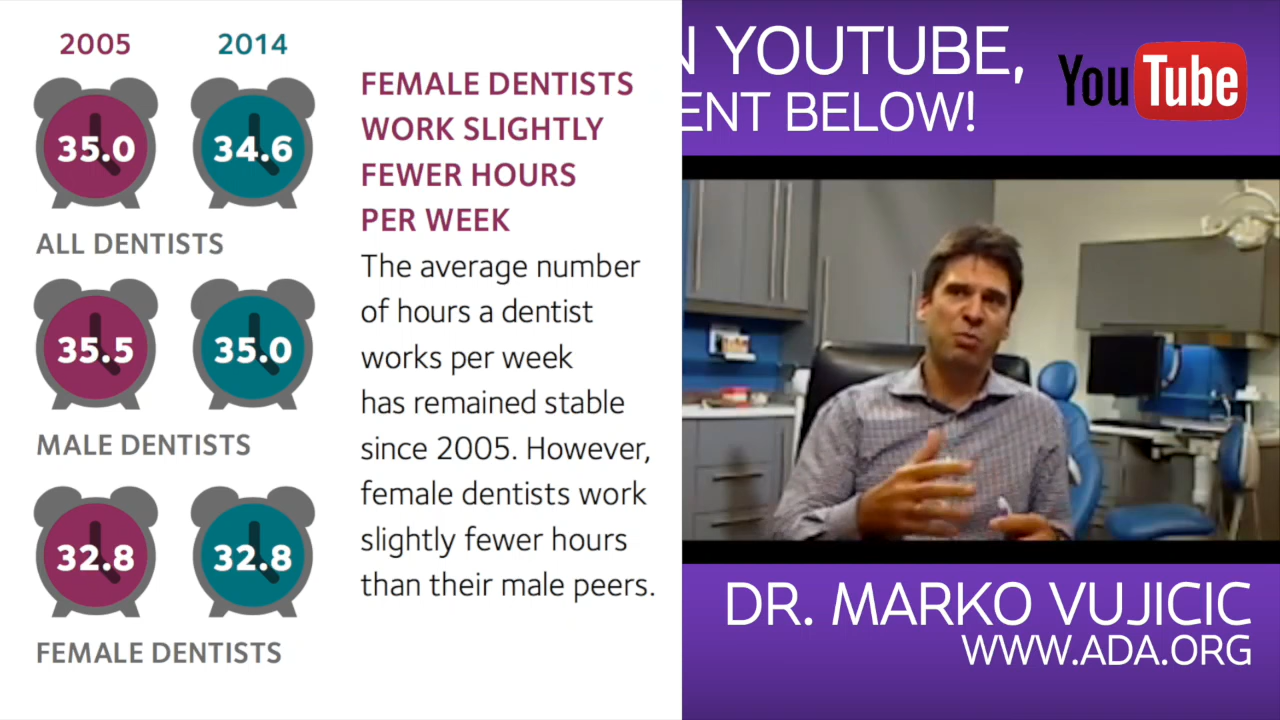 2005 2014
35.0 34.6
ALL DENTISTS
35.5 35.0
MALE DENTISTS
32.8 32.8
FEMALE DENTISTS
FEMALE DENTISTS
WORK SLIGHTLY
FEWER HOURS
PER WEEK
The average number
of hours a dentist
works per week
has remained stable
since 2005. However,
female dentists work
slightly fewer hours
than their male peers.
N YOUTUBE,
ENT BELOW!
YouTube
DR. MARKO VUJICIC
WWW.ADA.ORG